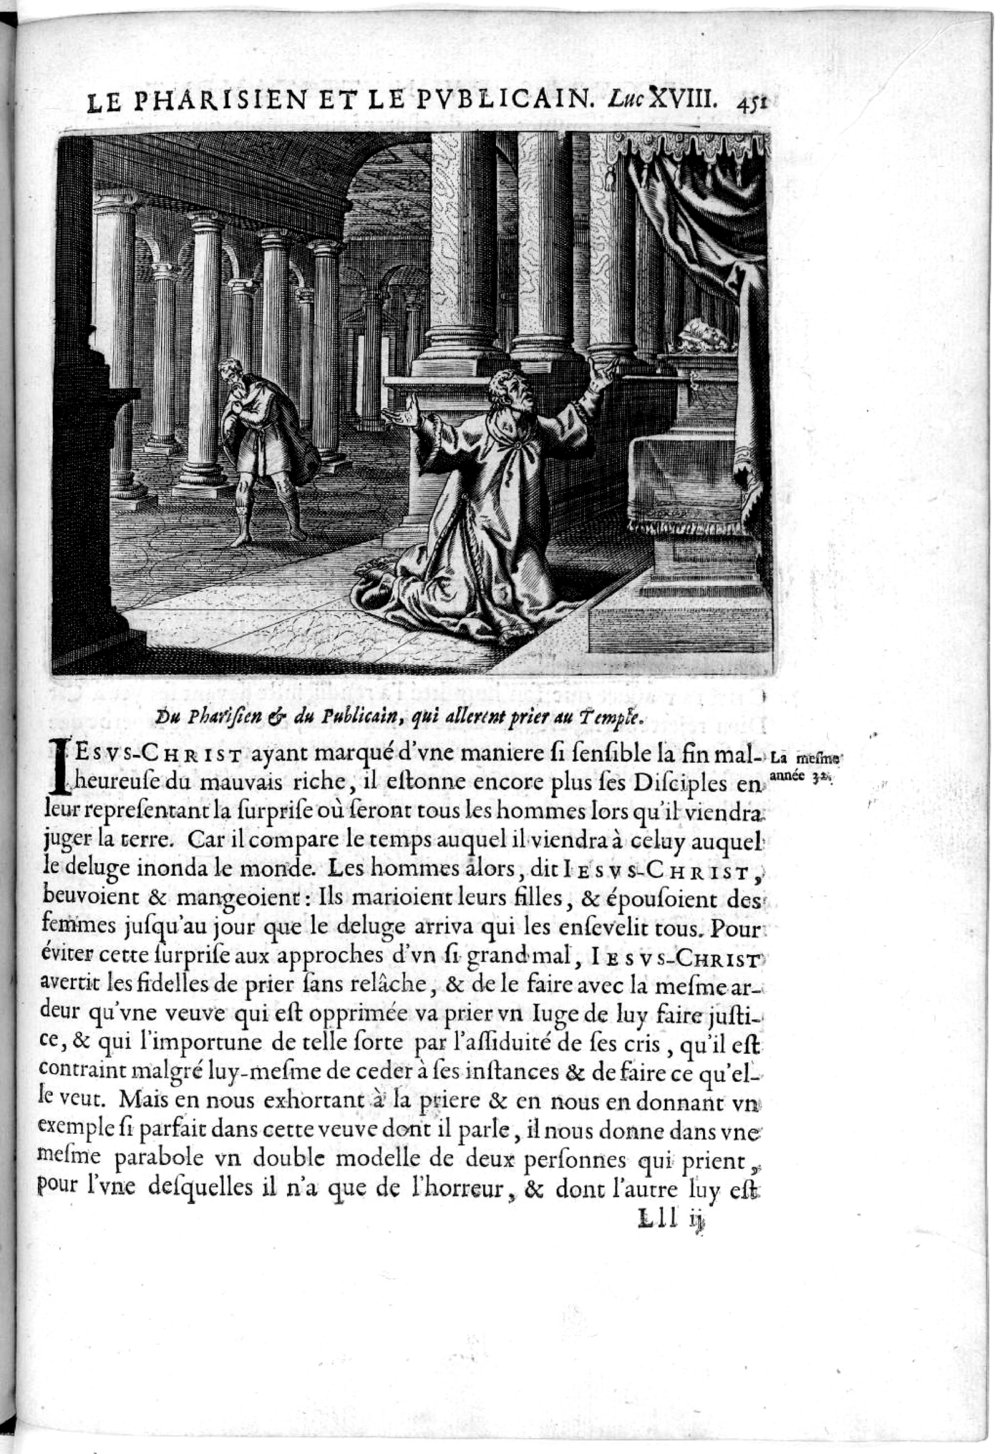 LE PHARISIEN ET LE PVBLICAIN. Luc XVIII. 451
Du Phariſien & du Publicain, qui allerent prier au Temple.
IESVS-CHRIST ayant marqué d'vne maniere ſi ſenſible la fin mal-
heureuſe du mauvais riche, il eſtonne encore plus ſes Diſciples en
leur repreſentant la ſurpriſe où ſeront tous les hommes lors qu'il viendra
juger la terre. Car il compare le temps auquel il viendra à celuy auquel
le deluge inonda le monde. Les hommes alors, dit IESVS-CHRIST,
beuvoient & mangeoient: Ils marioient leurs filles, & épouſoient des
femmes juſqu'au jour que le deluge arriva qui les enſevelit tous. Pour
éviter cette ſurpriſe aux approches d'vn ſi grand mal, IESVS-CHRIST
avertit les fidelles de prier ſans relâche, & de le faire avec la meſme ar-
deur qu'vne veuve qui eſt opprimée va prier vn Iuge de luy faire juſti-
ce, & qui l'importune de telle ſorte par l'aſſiduité de ſes cris, qu'il eſt
contraint malgré luy-meſme de ceder à ſes inſtances & de faire ce qu'el-
le veut. Mais en nous exhortant à la priere & en nous en donnant vn
exemple ſi parfait dans cette veuve dont il parle, il nous donne dans vne
meſme parabole vn double modelle de deux perſonnes qui prient,
pour l'vne deſquelles il n'a que de l'horreur, & dont l'autre luy eſt
Lll ij
La meſme
année 32.